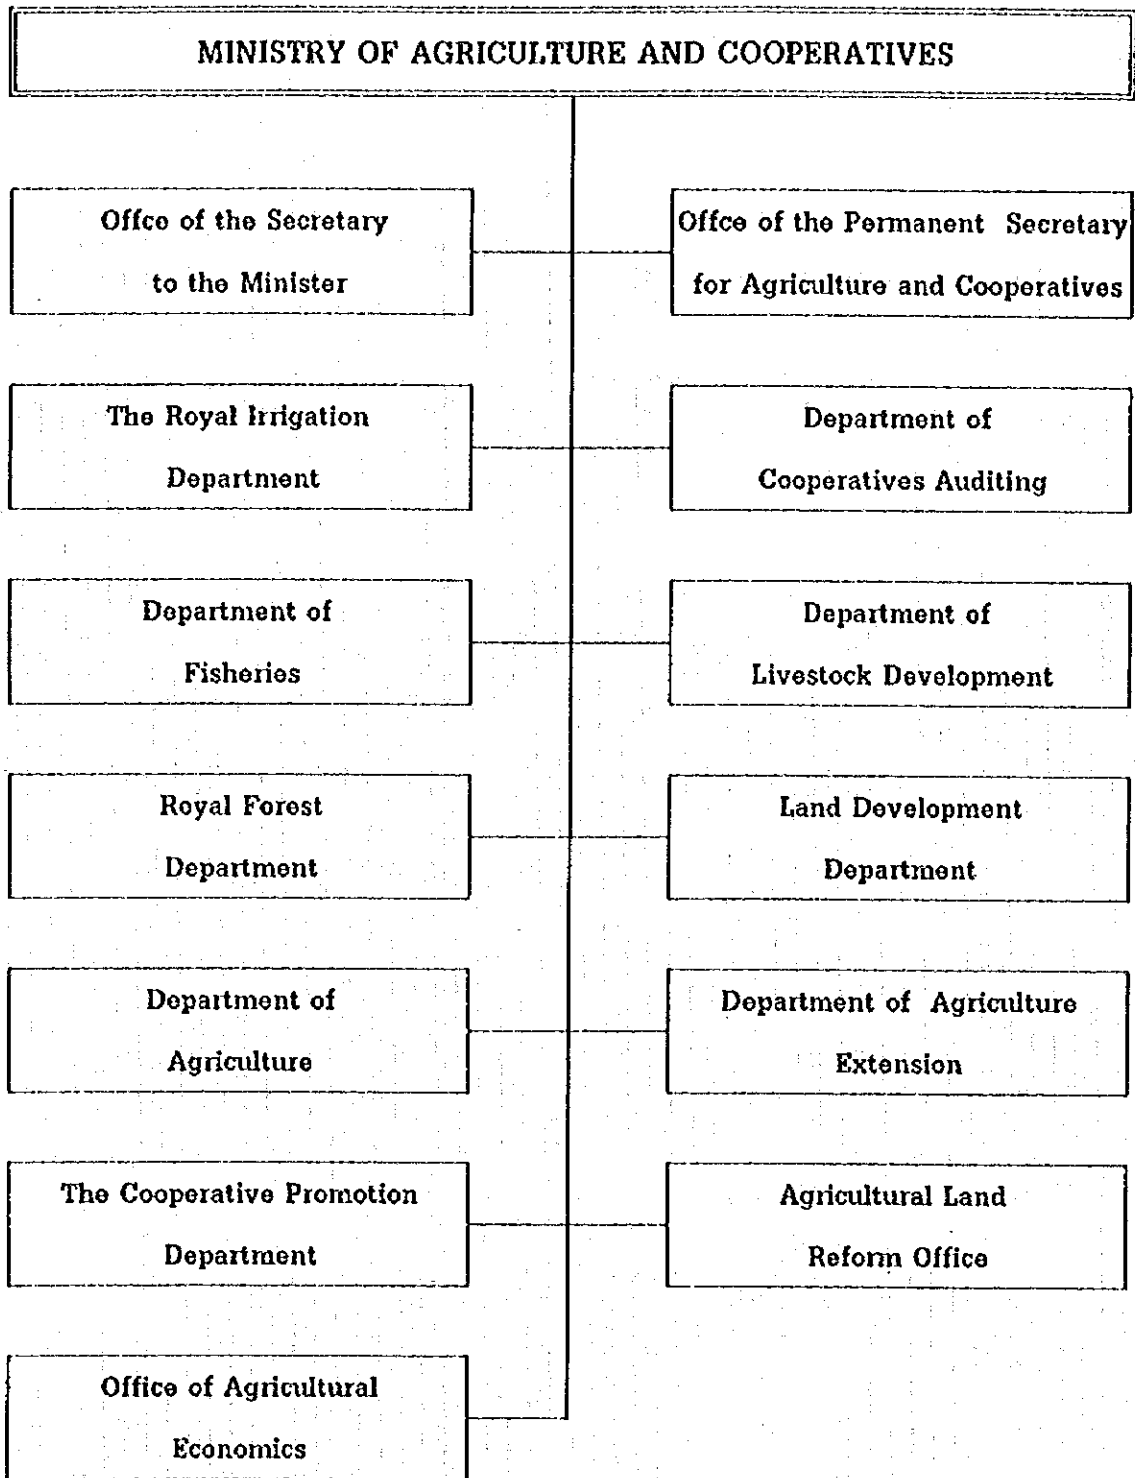 MINISTRY OF AGRICULTURE AND COOPERATIVES
Offce of the Secretary
to the Minister
Offce of the Permanent Secretary
for Agriculture and Cooperatives
The Royal Irrigation
Department
Department of
Cooperatives Auditing
Department of
Fisheries
Department of
Livestock Development
Royal Forest
Department
Land Development
Department
Department of
Agriculture
Department of Agriculture
Extension
The Cooperative Promotion
Department
Agricultural Land
Reform Office
Office of Agricultural
Economics